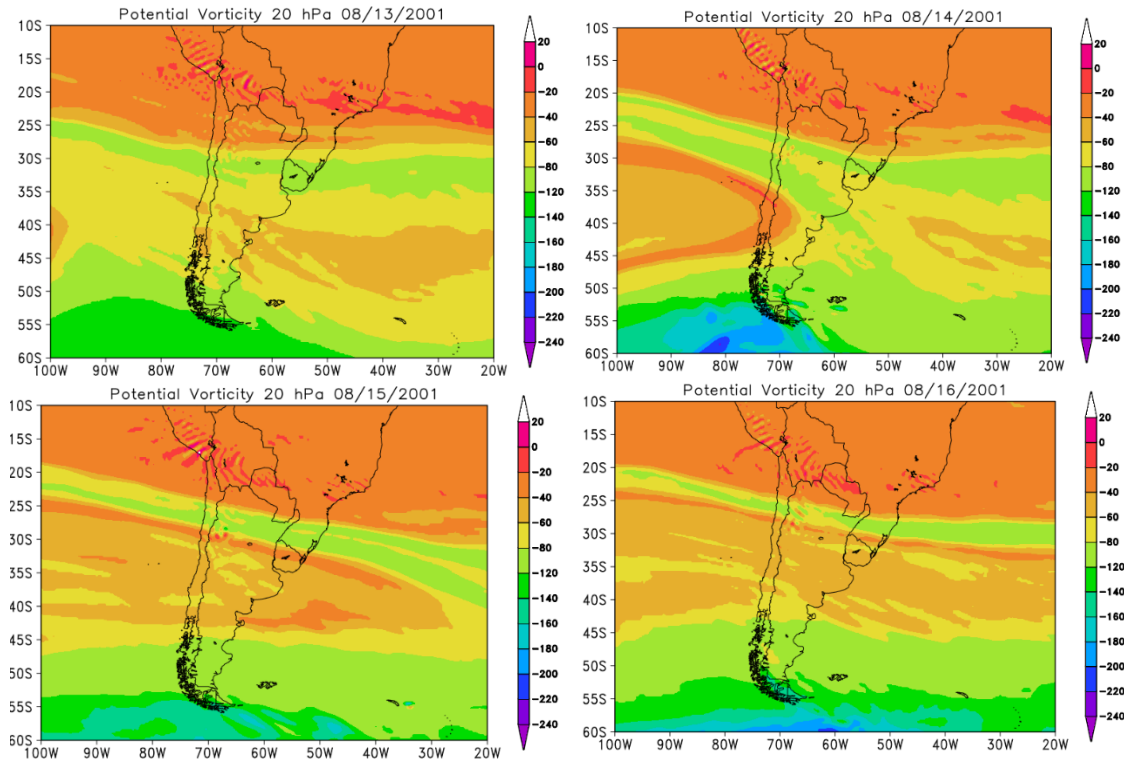 Potential Vorticity 20 hPa 08/13/2001
10S
15S
20S
25S
30S
35S
40S
45S
50S
55S
60S
100W 90W 80W 70W 60W 50W 40W 30W 20W
20
0
-20
-40
-60
-80
-120
-140
-160
-180
-200
-220
-240
Potential Vorticity 20 hPa 08/14/2001
10S
15S
20S
25S
30S
35S
40S
45S
50S
55S
60S
100W 90W 80W 70W 60W 50W 40W 30W 20W
20
0
-20
-40
-60
-80
-120
-140
-160
-180
-200
-220
-240
Potential Vorticity 20 hPa 08/15/2001
10S
15S
20S
25S
30S
35S
40S
45S
50S
55S
60S
100W 90W 80W 70W 60W 50W 40W 30W 20W
20
0
-20
-40
-60
-80
-120
-140
-160
-180
-200
-220
-240
Potential Vorticity 20 hPa 08/16/2001
10S
15S
20S
25S
30S
35S
40S
45S
50S
55S
60S
100W 90W 80W 70W 60W 50W 40W 30W 20W
20
0
-20
-40
-60
-80
-120
-140
-160
-180
-200
-220
-240